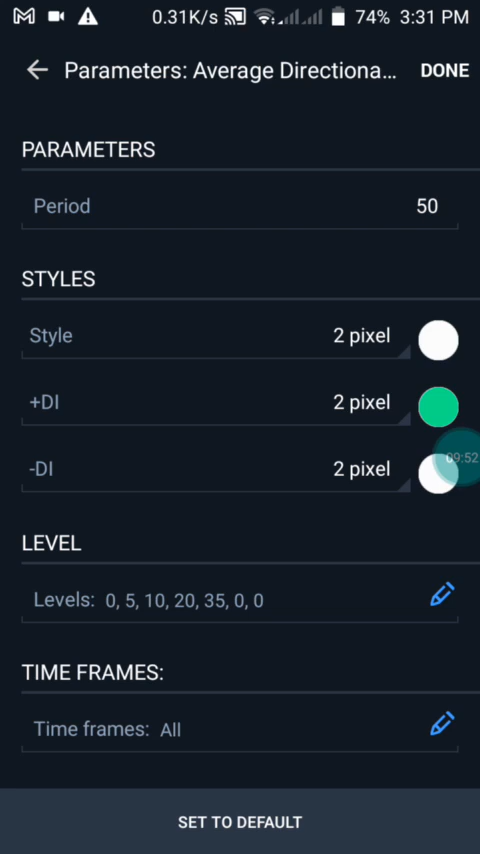 0.31K/s 74% 3:31 PM
Parameters: Average Directiona... DONE
PARAMETERS
Period 50
STYLES
Style 2 pixel
+DI 2 pixel
-DI 2 pixel
09:52
LEVEL
Levels: 0, 5, 10, 20, 35, 0, 0
TIME FRAMES:
Time frames: All
SET TO DEFAULT